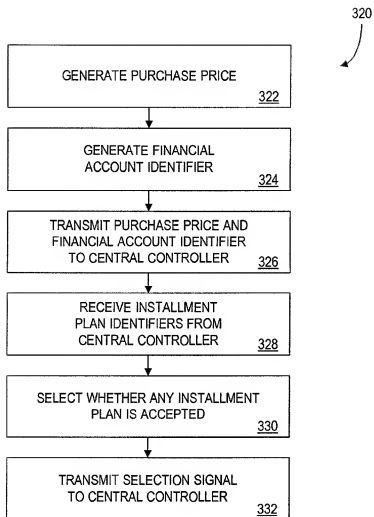 320
GENERATE PURCHASE PRICE
322
GENERATE FINANCIAL
ACCOUNT IDENTIFIER
324
TRANSMIT PURCHASE PRICE AND
FINANCIAL ACCOUNT IDENTIFIER
TO CENTRAL CONTROLLER
326
RECEIVE INSTALLMENT
PLAN IDENTIFIERS FROM
CENTRAL CONTROLLER
328
SELECT WHETHER ANY INSTALLMENT
PLAN IS ACCEPTED
330
TRANSMIT SELECTION SIGNAL
TO CENTRAL CONTROLLER
332